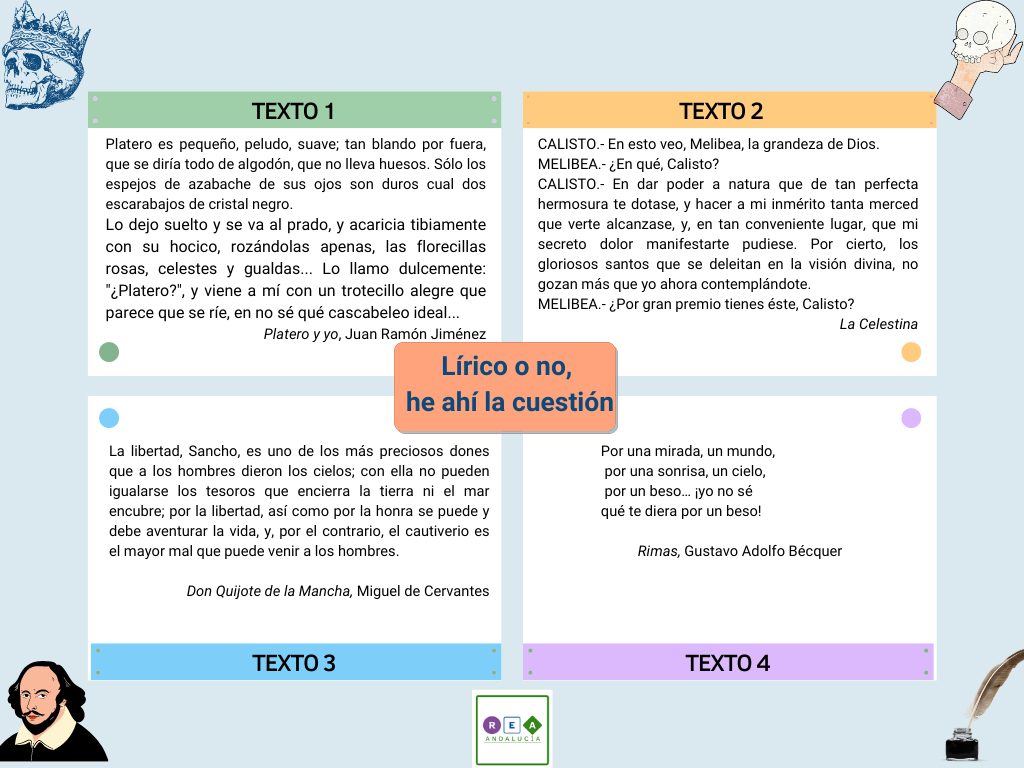 TEXTO 1
Platero es pequeño, peludo, suave; tan blando por fuera,
que se diría todo de algodón, que no lleva huesos. Sólo los
espejos de azabache de sus ojos son duros cual dos
escarabajos de cristal negro.
Lo dejo suelto y se va al prado, y acaricia tibiamente
con su hocico, rozándolas apenas, las florecillas
rosas, celestes y gualdas... Lo llamo dulcemente:
"¿Platero?", y viene a mí con un trotecillo alegre que
parece que se ríe, en no sé qué cascabeleo ideal...
Platero y yo, Juan Ramón Jiménez
TEXTO 2
CALISTO.- En esto veo, Melibea, la grandeza de Dios.
MELIBEA.- ¿En qué, Calisto?
CALISTO.- En dar poder a natura que de tan perfecta
hermosura te dotase, y hacer a mi inmérito tanta merced
que verte alcanzase, y, en tan conveniente lugar, que mi
secreto dolor manifestarte pudiese. Por cierto, los
gloriosos santos que se deleitan en la visión divina, no
gozan más que yo ahora contemplándote.
MELIBEA.- ¿Por gran premio tienes éste, Calisto?
La Celestina
Lírico o no,
he ahí la cuestión
La libertad, Sancho, es uno de los más preciosos dones
que a los hombres dieron los cielos; con ella no pueden
igualarse los tesoros que encierra la tierra ni el mar
encubre; por la libertad, así como por la honra se puede y
debe aventurar la vida, y, por el contrario, el cautiverio es
el mayor mal que puede venir a los hombres.
Don Quijote de la Mancha, Miguel de Cervantes
TEXTO 3
Por una mirada, un mundo,
por una sonrisa, un cielo,
por un beso… ¡yo no sé
qué te diera por un beso!
Rimas, Gustavo Adolfo Bécquer
TEXTO 4
R E A
ANDALUCÍA